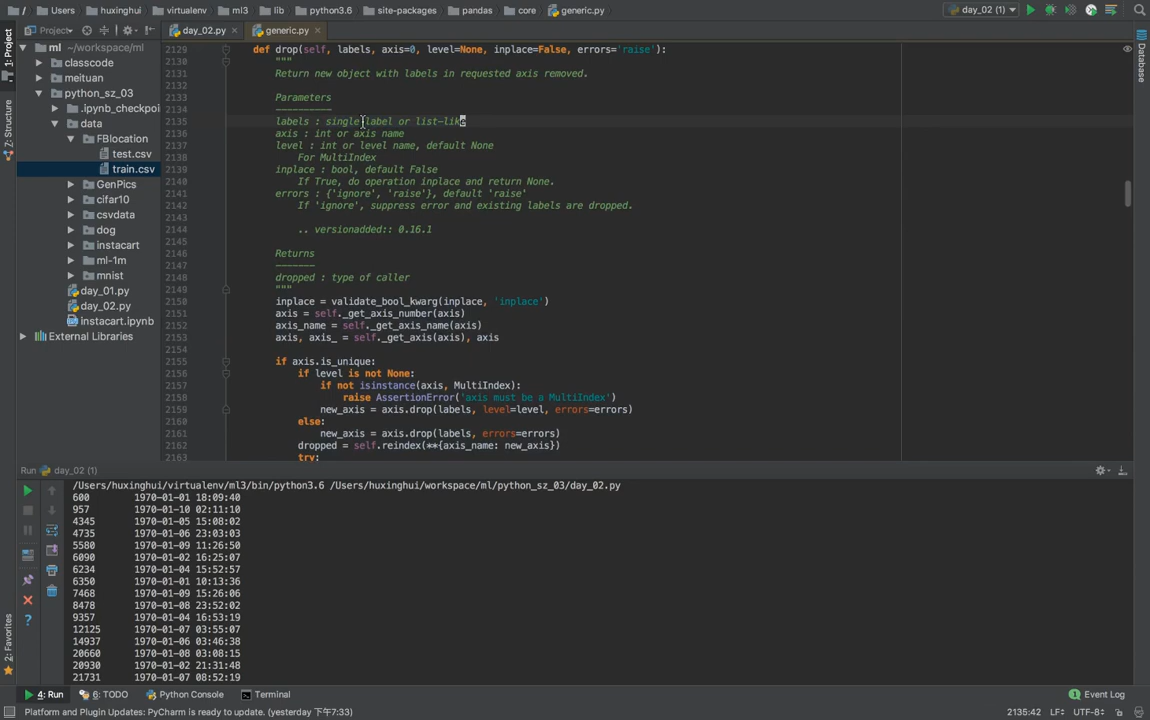 / Users huxinghui virtualenv ml3 lib python3.6 site-packages pandas core generic.py day_02 (1)
Project day_02.py generic.py
ml ~/workspace/ml
classcode
meituan
python_sz_03
.ipynb_checkpoi
data
FBlocation
test.csv
train.csv
GenPics
cifar10
csvdata
dog
instacart
ml-1m
mnist
day_01.py
day_02.py
instacart.ipynb
External Libraries
1: Project
7: Structure
2: Favorites
Database
2129 def drop(self, labels, axis=0, level=None, inplace=False, errors='raise'):
2130 """
2131 Return new object with labels in requested axis removed.
2132
2133 Parameters
2134 ----------
2135 labels : single label or list-like
2136 axis : int or axis name
2137 level : int or level name, default None
2138 For MultiIndex
2139 inplace : bool, default False
2140 If True, do operation inplace and return None.
2141 errors : {'ignore', 'raise'}, default 'raise'
2142 If 'ignore', suppress error and existing labels are dropped.
2143
2144 .. versionadded:: 0.16.1
2145
2146 Returns
2147 -------
2148 dropped : type of caller
2149 """
2150 inplace = validate_bool_kwarg(inplace, 'inplace')
2151 axis = self._get_axis_number(axis)
2152 axis_name = self._get_axis_name(axis)
2153 axis, axis_ = self._get_axis(axis), axis
2154
2155 if axis.is_unique:
2156 if level is not None:
2157 if not isinstance(axis, MultiIndex):
2158 raise AssertionError('axis must be a MultiIndex')
2159 new_axis = axis.drop(labels, level=level, errors=errors)
2160 else:
2161 new_axis = axis.drop(labels, errors=errors)
2162 dropped = self.reindex(**{axis_name: new_axis})
2163 try:
Run day_02 (1)
/Users/huxinghui/virtualenv/ml3/bin/python3.6 /Users/huxinghui/workspace/ml/python_sz_03/day_02.py
600 1970-01-01 18:09:40
957 1970-01-10 02:11:10
4345 1970-01-05 15:08:02
4735 1970-01-06 23:03:03
5580 1970-01-09 11:26:50
6090 1970-01-02 16:25:07
6234 1970-01-04 15:52:57
6350 1970-01-01 10:13:36
7468 1970-01-09 15:26:06
8478 1970-01-08 23:52:02
9357 1970-01-04 16:53:19
12125 1970-01-07 03:55:07
14937 1970-01-06 03:46:38
20660 1970-01-08 03:08:15
20930 1970-01-02 21:31:48
21731 1970-01-07 08:52:19
4: Run 6: TODO Python Console Terminal Event Log
Platform and Plugin Updates: PyCharm is ready to update. (yesterday 下午7:33) 2135:42 LF÷ UTF-8÷